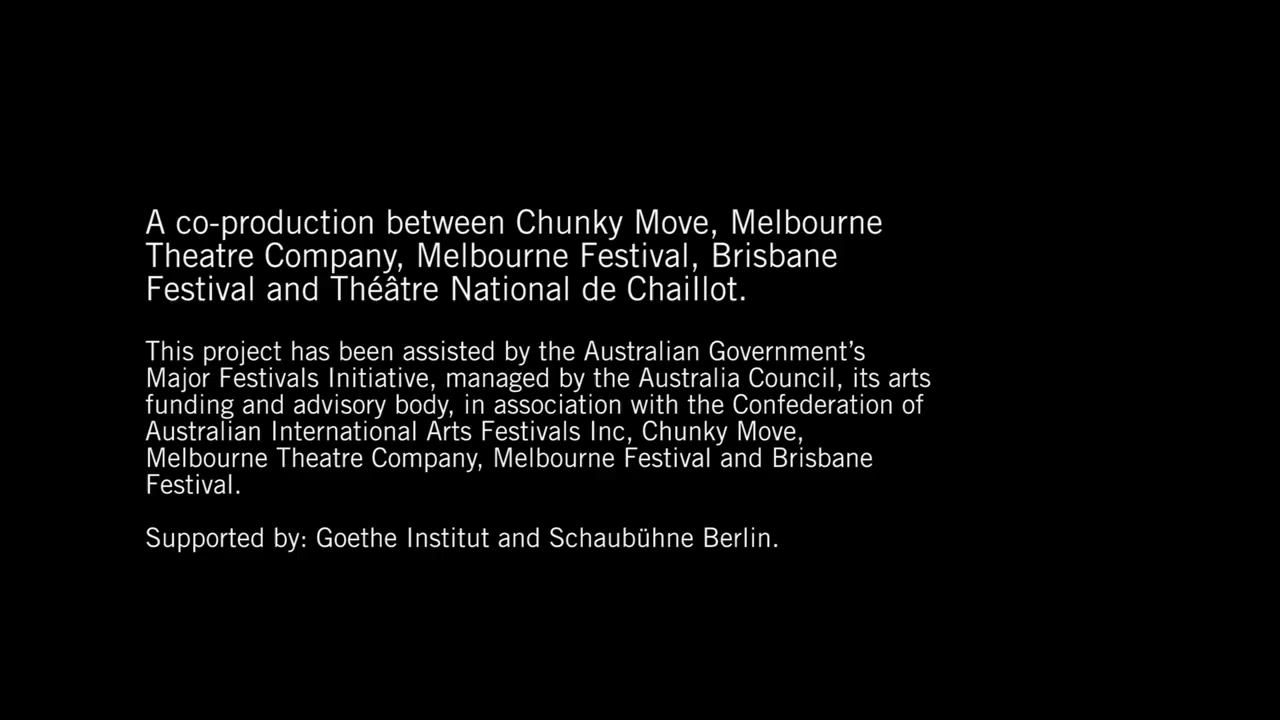 A co-production between Chunky Move, Melbourne
Theatre Company, Melbourne Festival, Brisbane
Festival and Théâtre National de Chaillot.
This project has been assisted by the Australian Government’s
Major Festivals Initiative, managed by the Australia Council, its arts
funding and advisory body, in association with the Confederation of
Australian International Arts Festivals Inc, Chunky Move,
Melbourne Theatre Company, Melbourne Festival and Brisbane
Festival.
Supported by: Goethe Institut and Schaubühne Berlin.